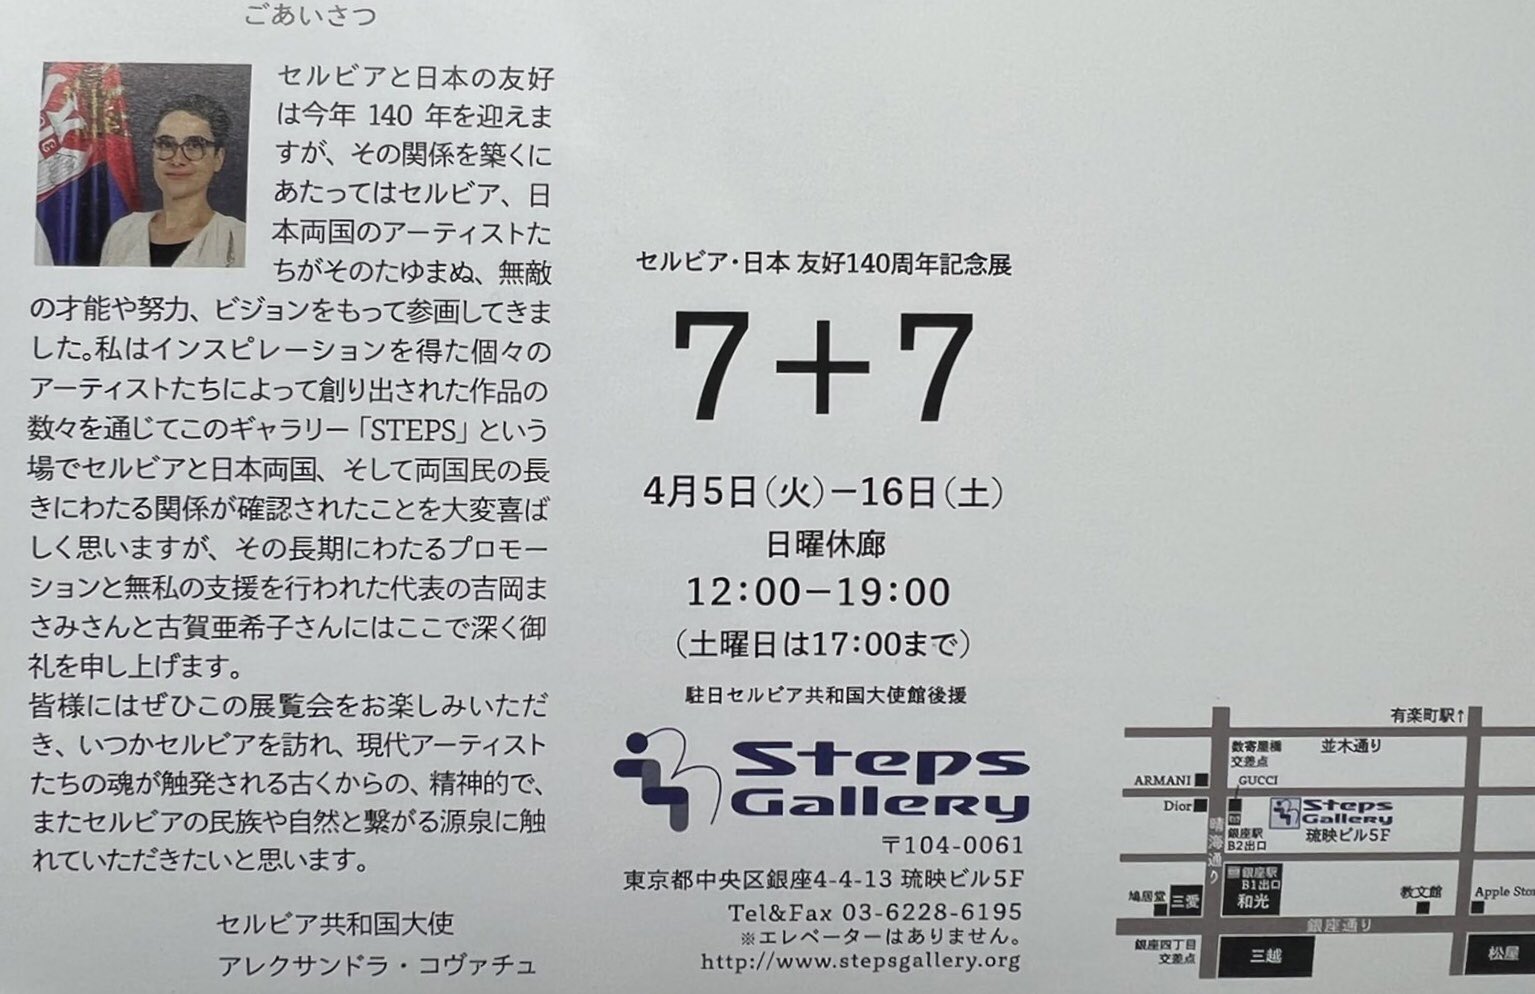 ごあいさつ
セルビアと日本の友好
は今年 140 年を迎えま
すが、その関係を築くに
あたってはセルビア、日
本両国のアーティストた
ちがそのたゆまぬ、無敵
の才能や努力、ビジョンをもって参画してきま
した。私はインスピレーションを得た個々の
アーティストたちによって創り出された作品の
数々を通じてこのギャラリー「STEPS」という
場でセルビアと日本両国、そして両国民の長
きにわたる関係が確認されたことを大変喜ば
しく思いますが、その長期にわたるプロモー
ションと無私の支援を行われた代表の吉岡ま
さみさんと古賀亜希子さんにはここで深く御
礼を申し上げます。
皆様にはぜひこの展覧会をお楽しみいただ
き、いつかセルビアを訪れ、現代アーティスト
たちの魂が触発される古くからの、精神的で、
またセルビアの民族や自然と繋がる源泉に触
れていただきたいと思います。
セルビア共和国大使
アレクサンドラ・コヴァチュ
セルビア・日本 友好140周年記念展
7+7
4月5日(火)−16日(土)
日曜休廊
12:00−19:00
(土曜日は17:00まで)
駐日セルビア共和国大使館後援
Steps
Gallery
〒104-0061
東京都中央区銀座4-4-13 琉映ビル5F
Tel&Fax 03-6228-6195
※エレベーターはありません。
http://www.stepsgallery.org
有楽町駅↑
数寄屋橋
交差点
並木通り
ARMANI
GUCCI
Dior
Steps
Gallery
琉映ビル5F
銀座駅
B2出口
晴海通り
銀座駅
B1出口
和光
鳩居堂
三愛
教文館
Apple Stor
銀座通り
銀座四丁目
交差点
三越
松屋